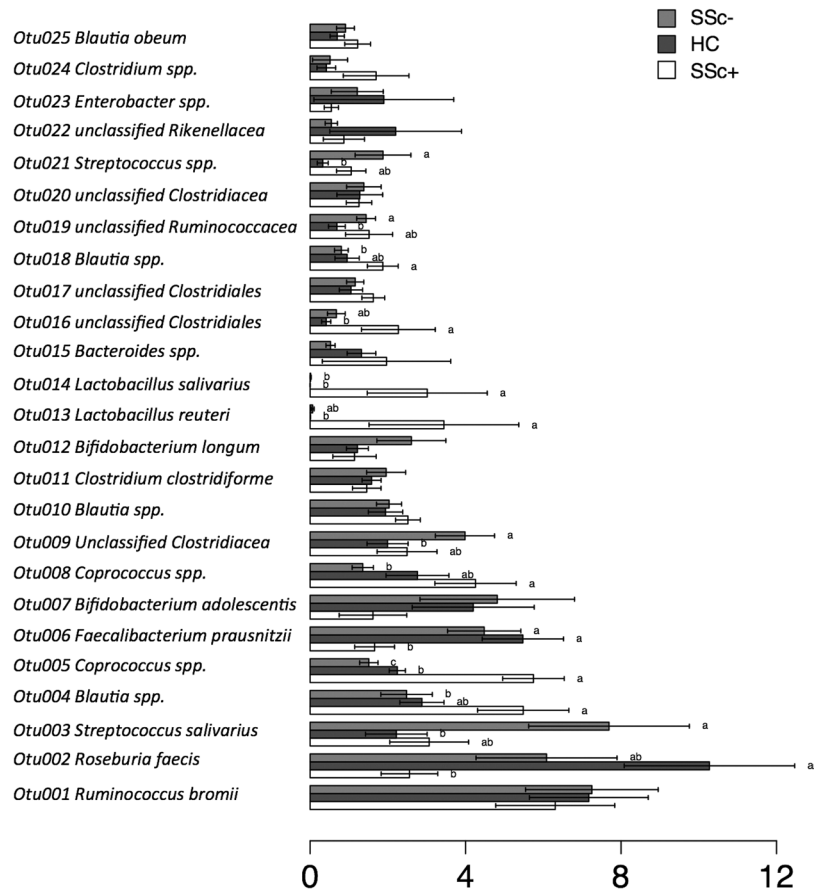 SSc-
HC
SSc+
Otu025 Blautia obeum
Otu024 Clostridium spp.
Otu023 Enterobacter spp.
Otu022 unclassified Rikenellacea
Otu021 Streptococcus spp. a
b
ab
Otu020 unclassified Clostridiacea
Otu019 unclassified Ruminococcacea a
b
ab
Otu018 Blautia spp. b
ab
a
Otu017 unclassified Clostridiales
Otu016 unclassified Clostridiales ab
b
a
Otu015 Bacteroides spp.
Otu014 Lactobacillus salivarius b
b
a
Otu013 Lactobacillus reuteri ab
b
a
Otu012 Bifidobacterium longum
Otu011 Clostridium clostridiforme
Otu010 Blautia spp.
Otu009 Unclassified Clostridiacea a
b
ab
Otu008 Coprococcus spp. b
ab
a
Otu007 Bifidobacterium adolescentis
Otu006 Faecalibacterium prausnitzii a
a
b
Otu005 Coprococcus spp. c
b
a
Otu004 Blautia spp. b
ab
a
Otu003 Streptococcus salivarius a
b
ab
Otu002 Roseburia faecis ab
a
b
Otu001 Ruminococcus bromii
0 4 8 12